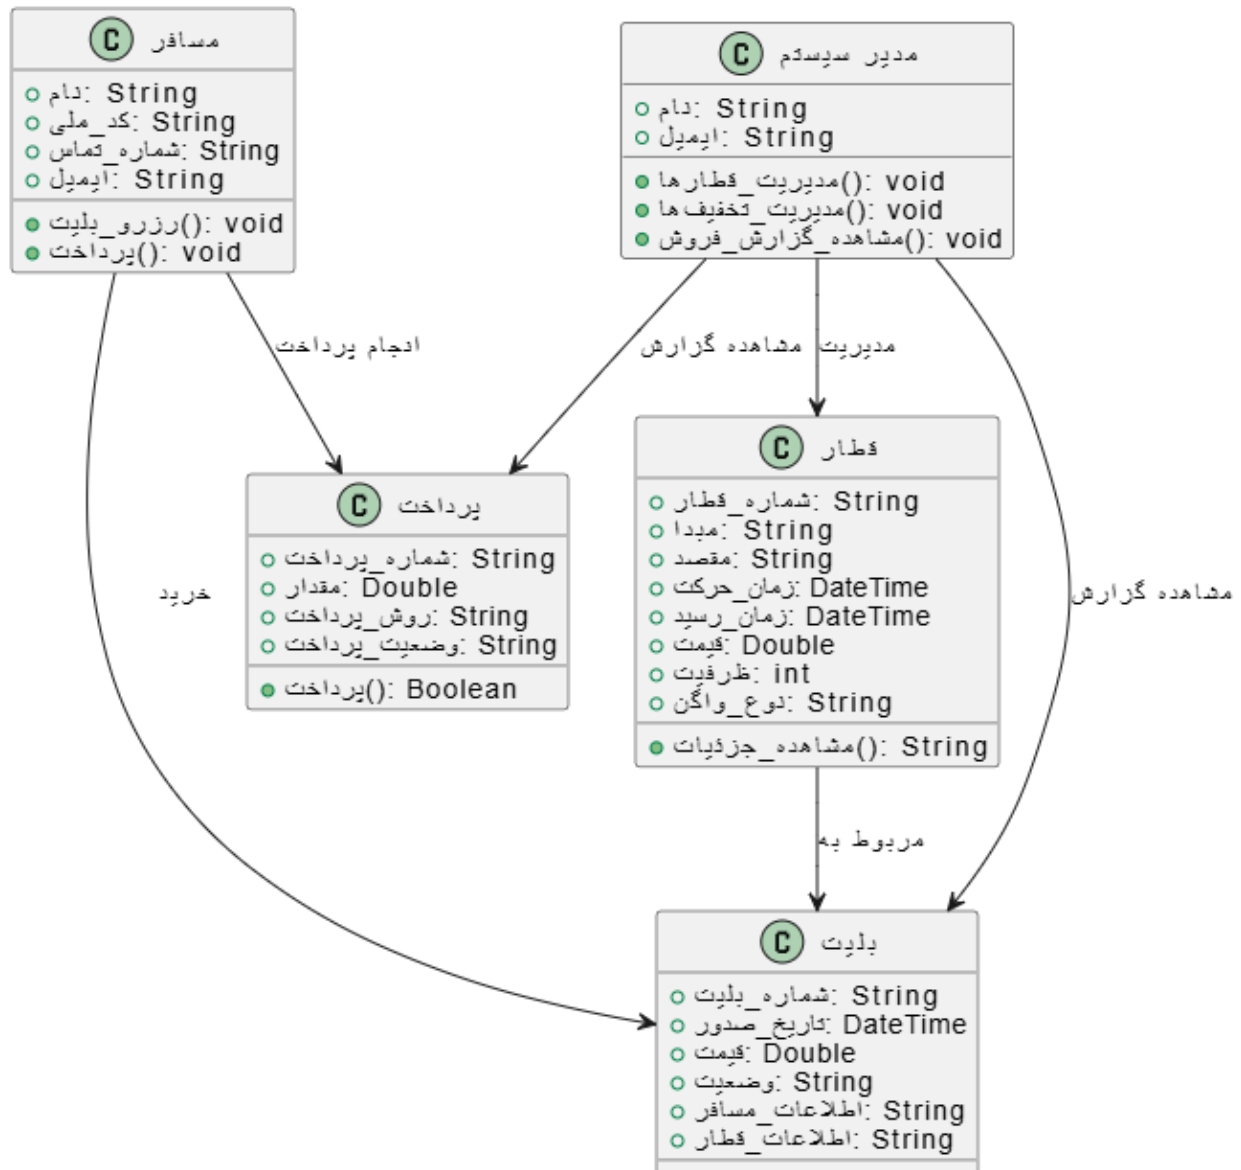 C مسافر
نام: String
کد_ملی: String
شماره_تماس: String
ایمیل: String
رزرو_بلیت(): void
پرداخت(): void
C مدیر سیستم
نام: String
ایمیل: String
مدیریت_قطارها(): void
مدیریت_تخفیف‌ها(): void
مشاهده_گزارش_فروش(): void
انجام پرداخت
مشاهده گزارش
مدیریت
C پرداخت
شماره_پرداخت: String
مقدار: Double
روش_پرداخت: String
وضعیت_پرداخت: String
پرداخت(): Boolean
C قطار
شماره_قطار: String
مبدا: String
مقصد: String
زمان_حرکت: DateTime
زمان_رسید: DateTime
قیمت: Double
ظرفیت: int
نوع_واگن: String
مشاهده_جزئیات(): String
خرید
مشاهده گزارش
مربوط به
C بلیت
شماره_بلیت: String
تاریخ_صدور: DateTime
قیمت: Double
وضعیت: String
اطلاعات_مسافر: String
اطلاعات_قطار: String